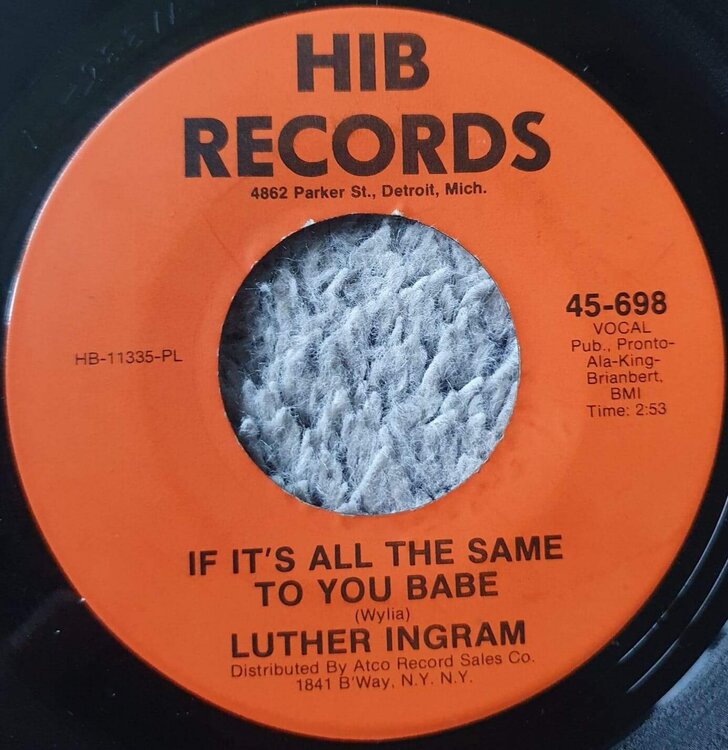 HIB
RECORDS
4862 Parker St., Detroit, Mich.
45-698
VOCAL
Pub., Pronto-
Ala-King-
Brianbert,
BMI
Time: 2:53
HB-11335-PL
IF IT'S ALL THE SAME
TO YOU BABE
(Wylia)
LUTHER INGRAM
Distributed By Atco Record Sales Co.
1841 B'Way, N.Y. N.Y.